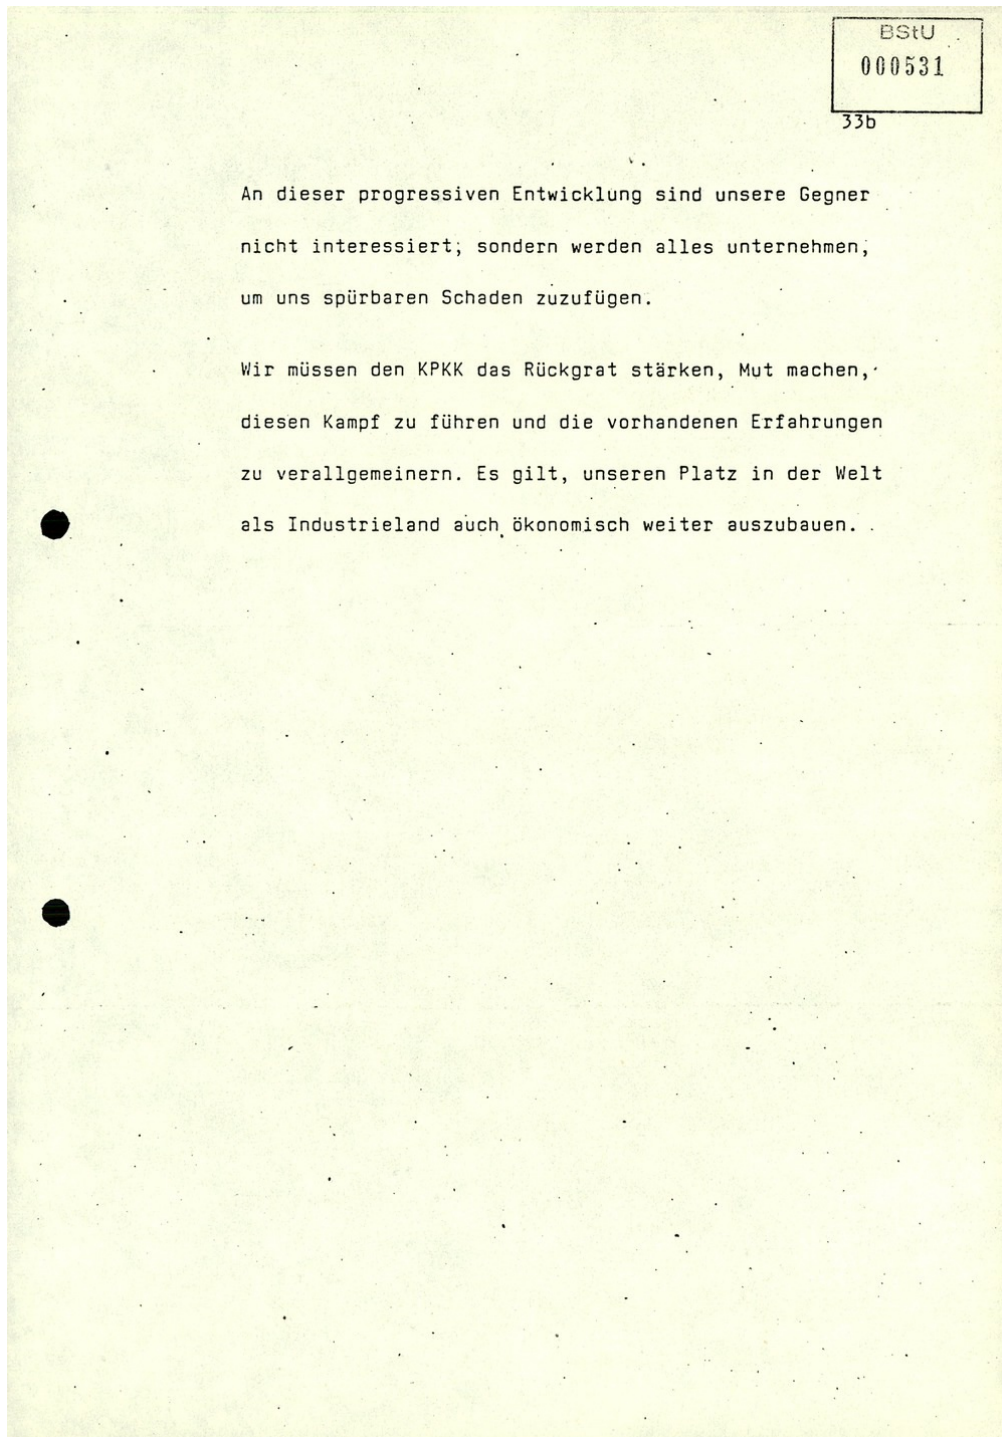 BStU
000531
33b
An dieser progressiven Entwicklung sind unsere Gegner
nicht interessiert, sondern werden alles unternehmen,
um uns spürbaren Schaden zuzufügen.
Wir müssen den KPKK das Rückgrat stärken, Mut machen,
diesen Kampf zu führen und die vorhandenen Erfahrungen
zu verallgemeinern. Es gilt, unseren Platz in der Welt
als Industrieland auch ökonomisch weiter auszubauen.